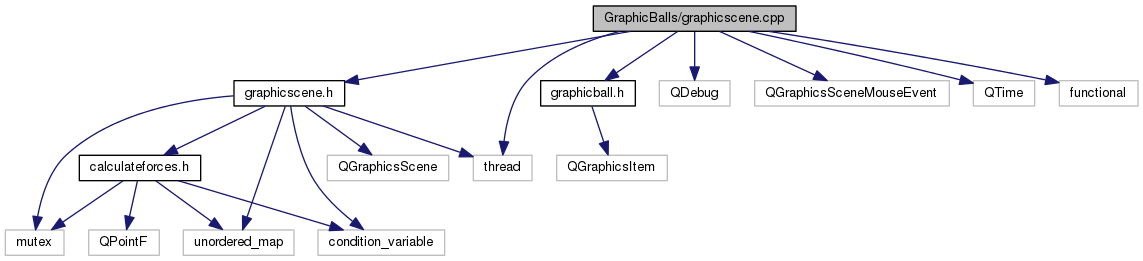 GraphicBalls/graphicscene.cpp
graphicscene.h
graphicball.h
QDebug
QGraphicsSceneMouseEvent
QTime
functional
calculateforces.h
QGraphicsScene
thread
QGraphicsItem
mutex
QPointF
unordered_map
condition_variable